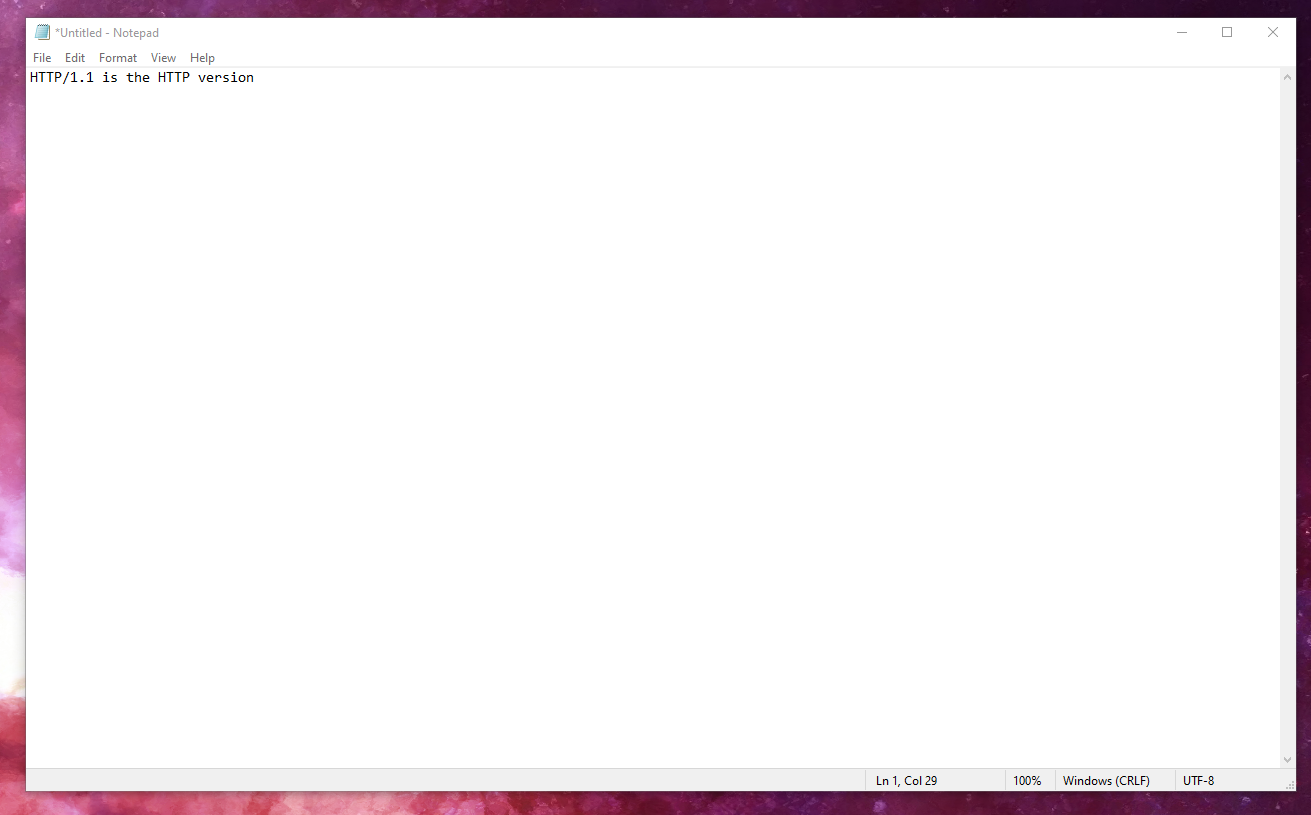 *Untitled - Notepad
File Edit Format View Help
HTTP/1.1 is the HTTP version
Ln 1, Col 29 100% Windows (CRLF) UTF-8